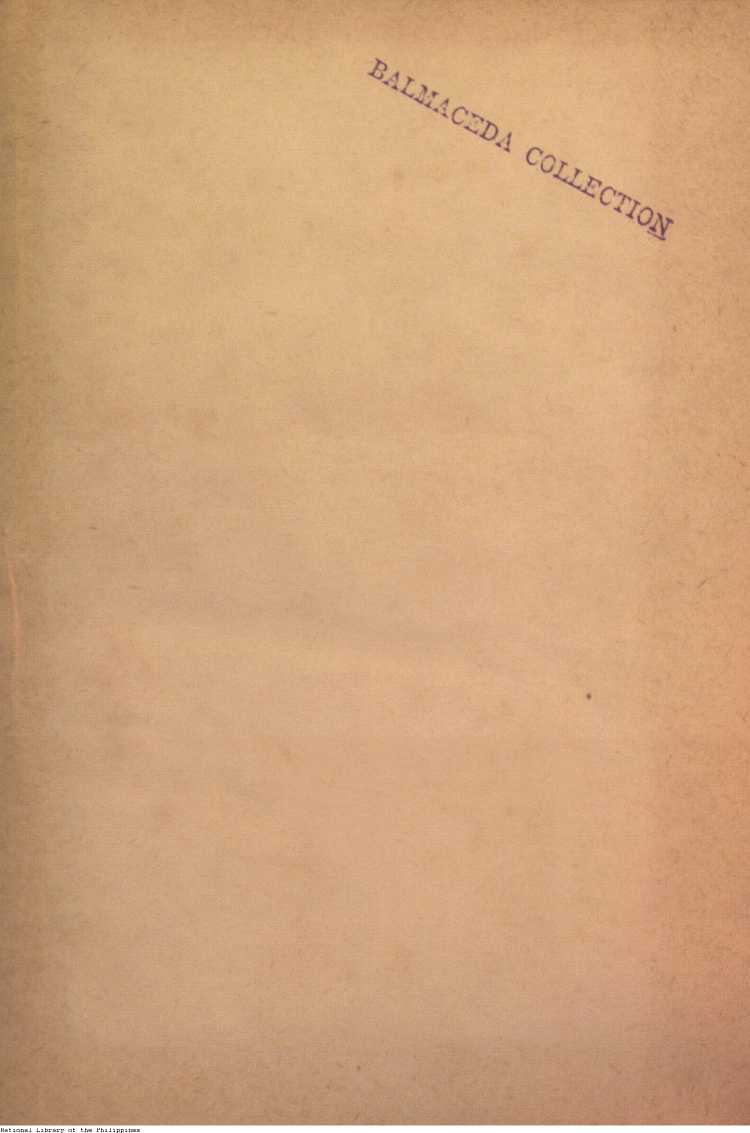 BALMACEDA COLLECTION
National Library of the Philippines